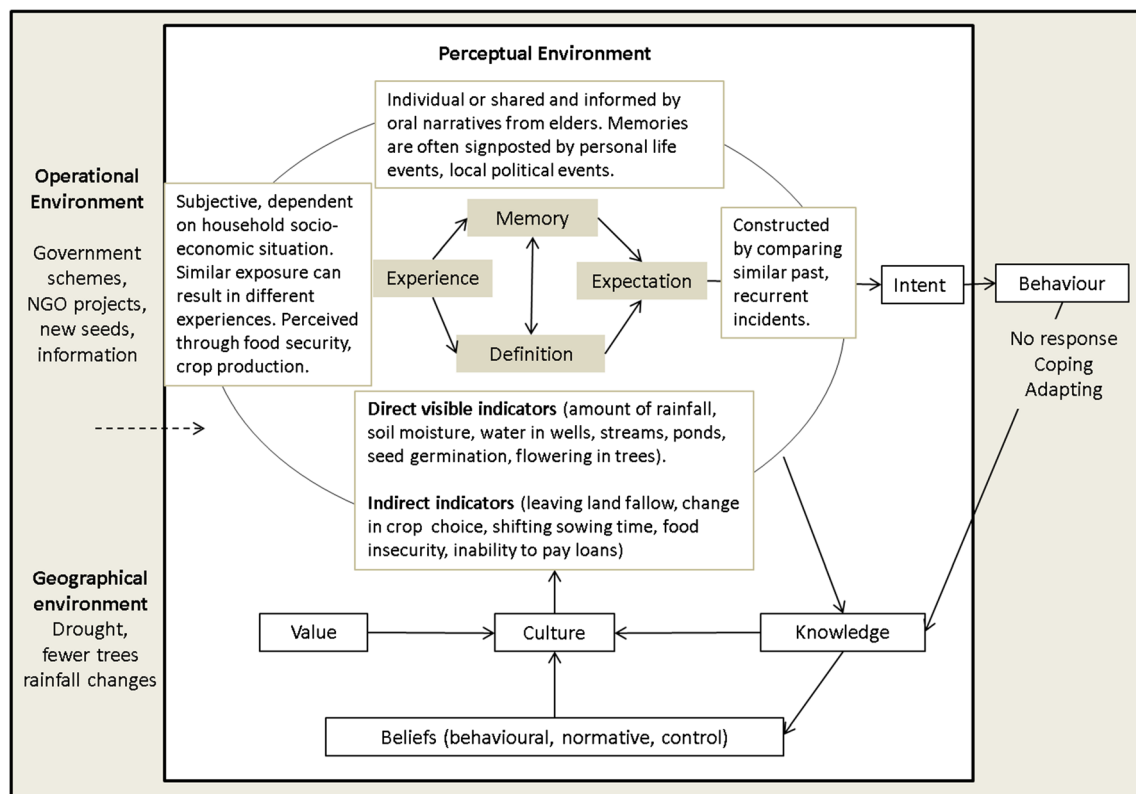 Perceptual Environment
Individual or shared and informed by
oral narratives from elders. Memories
are often signposted by personal life
events, local political events.
Operational
Environment
Government
schemes,
NGO projects,
new seeds,
information
Subjective, dependent
on household socio-
economic situation.
Similar exposure can
result in different
experiences. Perceived
through food security,
crop production.
Memory
Experience
Expectation
Definition
Constructed
by comparing
similar past,
recurrent
incidents.
Intent
Behaviour
No response
Coping
Adapting
Direct visible indicators (amount of rainfall,
soil moisture, water in wells, streams, ponds,
seed germination, flowering in trees).
Indirect indicators (leaving land fallow, change
in crop choice, shifting sowing time, food
insecurity, inability to pay loans)
Geographical
environment
Drought,
fewer trees
rainfall changes
Value
Culture
Knowledge
Beliefs (behavioural, normative, control)